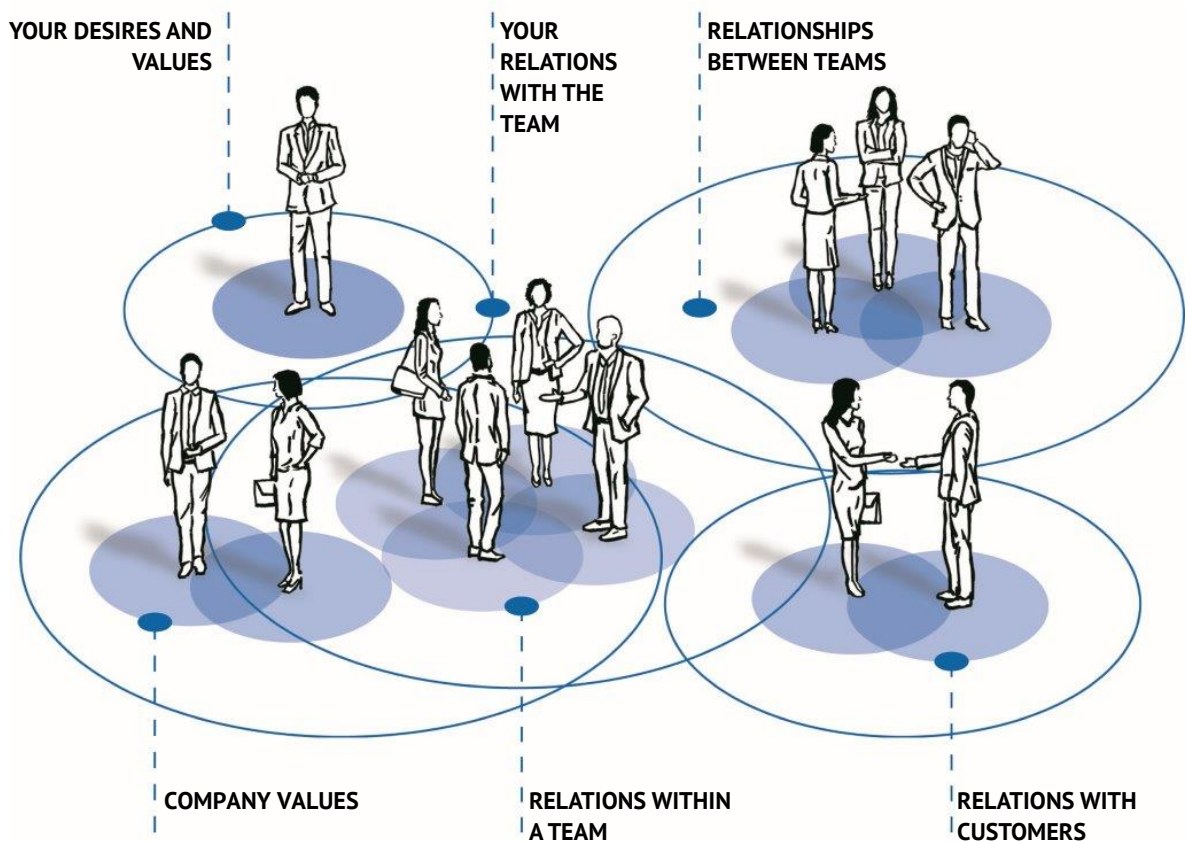 YOUR DESIRES AND
VALUES
YOUR
RELATIONS
WITH THE
TEAM
RELATIONSHIPS
BETWEEN TEAMS
COMPANY VALUES
RELATIONS WITHIN
A TEAM
RELATIONS WITH
CUSTOMERS